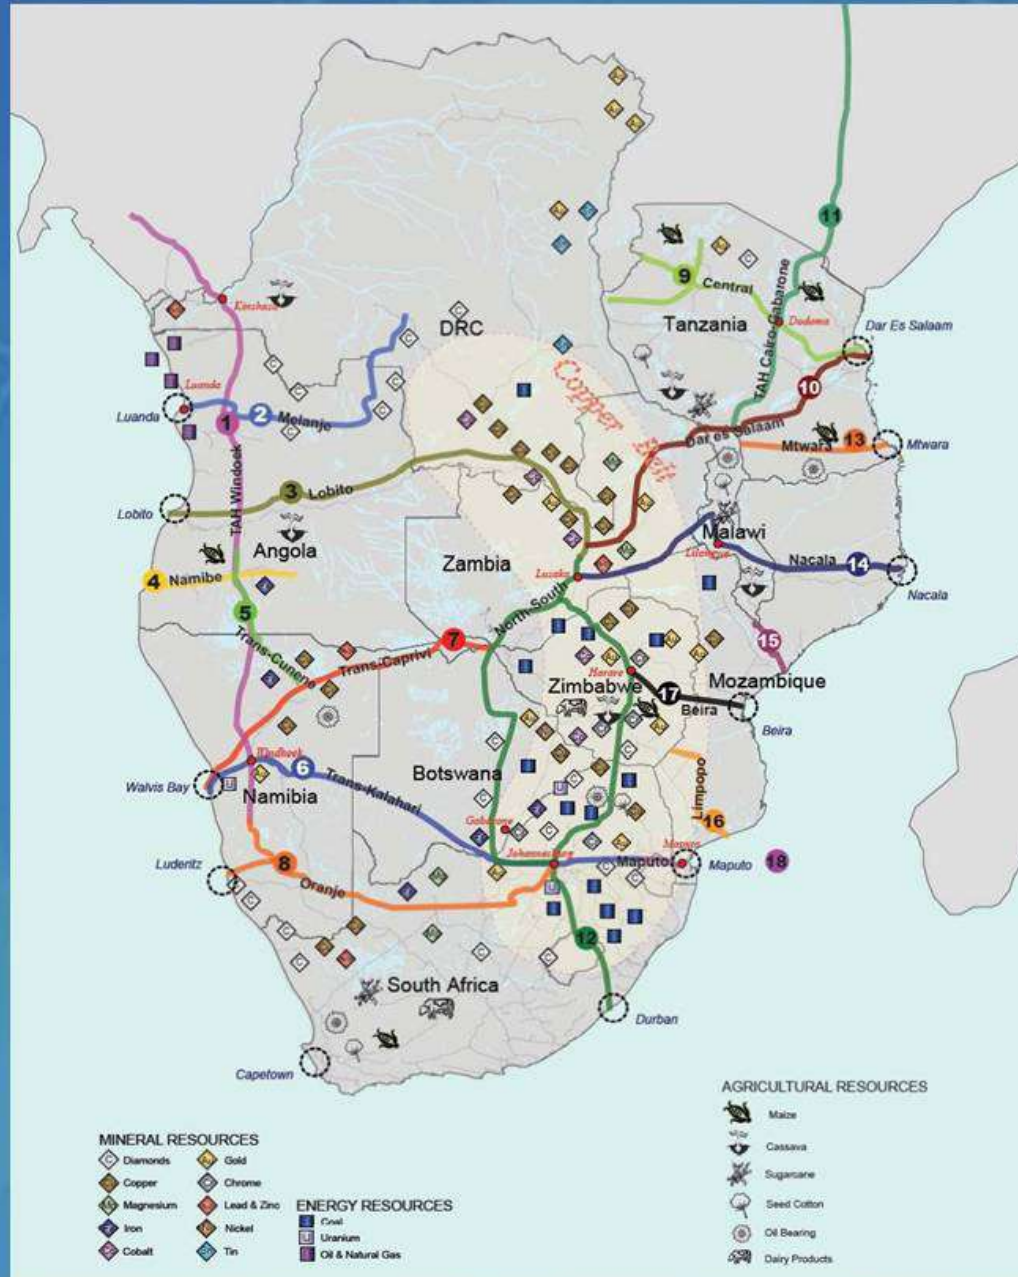 11
9
Central
DRC
Tanzania
TAH Cairo-Gabarone
Dodoma
Dar Es Salaam
Kinshasa
Copper Belt
10
Luanda
Luanda
1
2
Melanje
Dar es Salaam
Mtwara
13
Mtwara
TAH Windoek
3
Lobito
Lobito
Angola
Zambia
Malawi
Lilongwe
Nacala
14
Nacala
4
Namibe
Lusaka
5
Trans-Cunene
North-South
7
Trans-Caprivi
15
Harare
Zimbabwe
Mozambique
17
Beira
Beira
Windhoek
6
Trans-Kalahari
Botswana
Walvis Bay
U
Namibia
Limpopo
16
Gabarone
Johannesburg
Maputo
Maputo
Maputo
18
Luderitz
8
Oranje
12
South Africa
Durban
Capetown
AGRICULTURAL RESOURCES
Maize
Cassava
Sugarcane
Seed Cotton
Oil Bearing
Dairy Products
MINERAL RESOURCES
C Diamonds
Au Gold
Copper
C Chrome
Magnesium
Lead & Zinc
Iron
Nickel
Cobalt
Tin
ENERGY RESOURCES
Coal
U Uranium
Oil & Natural Gas